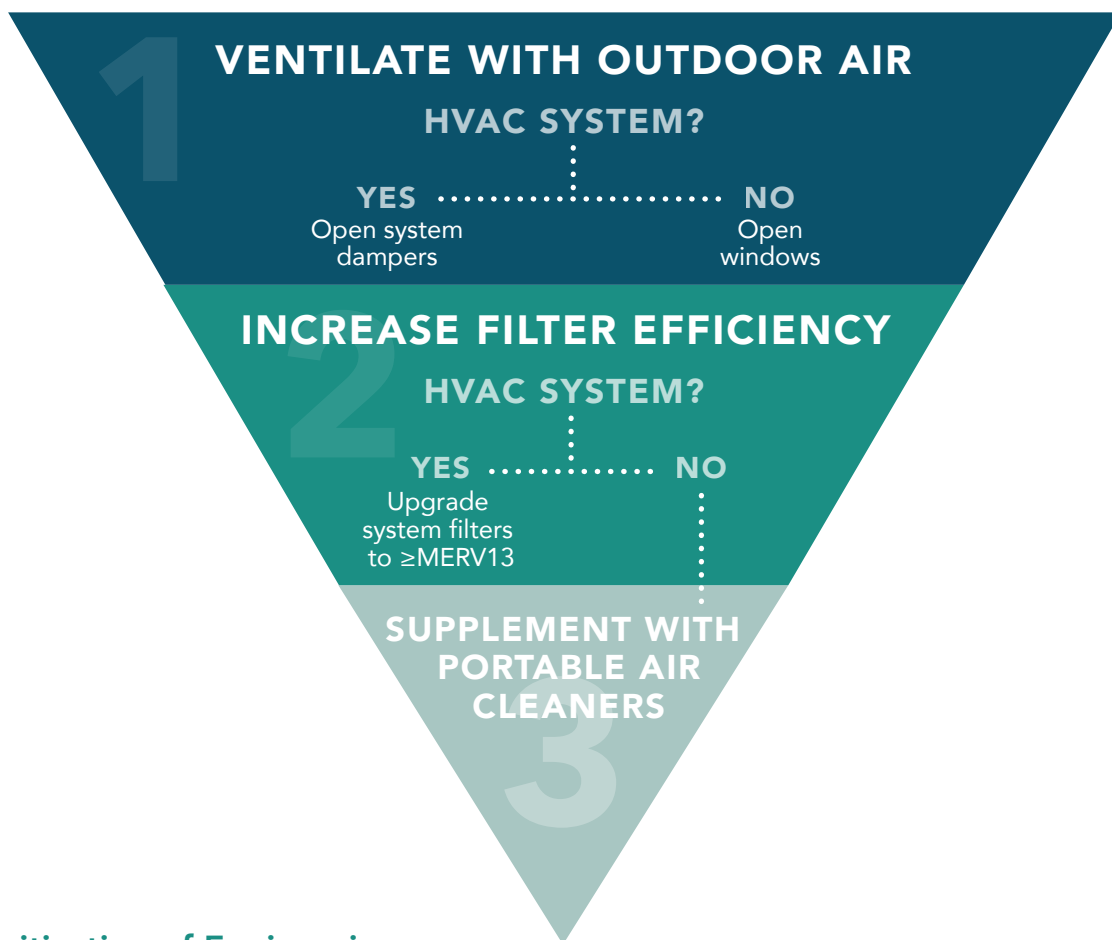 1
VENTILATE WITH OUTDOOR AIR
HVAC SYSTEM?
YES NO
Open system Open
dampers windows
2
INCREASE FILTER EFFICIENCY
HVAC SYSTEM?
YES NO
Upgrade
system filters
to ≥MERV13
SUPPLEMENT WITH
PORTABLE AIR
CLEANERS
3